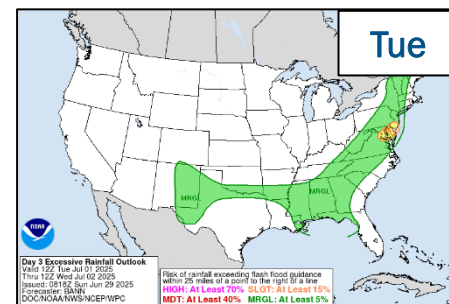 Tue
MRGL
MRGL
NOAA
Day 3 Excessive Rainfall Outlook
Valid 12Z Tue Jul 01 2025
Thru 12Z Wed Jul 02 2025
Issued: 0818Z Sun Jun 29 2025
Forecaster: BANN
DOC/NOAA/NWS/NCEP/WPC
Risk of rainfall exceeding flash flood guidance
within 25 miles of a point to the right of a line
HIGH: At Least 70% SLGT: At Least 15%
MDT: At Least 40% MRGL: At Least 5%